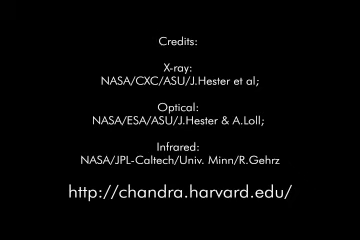 Credits:
X-ray:
NASA/CXC/ASU/J.Hester et al;
Optical:
NASA/ESA/ASU/J.Hester & A.Loll;
Infrared:
NASA/JPL-Caltech/Univ. Minn/R.Gehrz
http://chandra.harvard.edu/